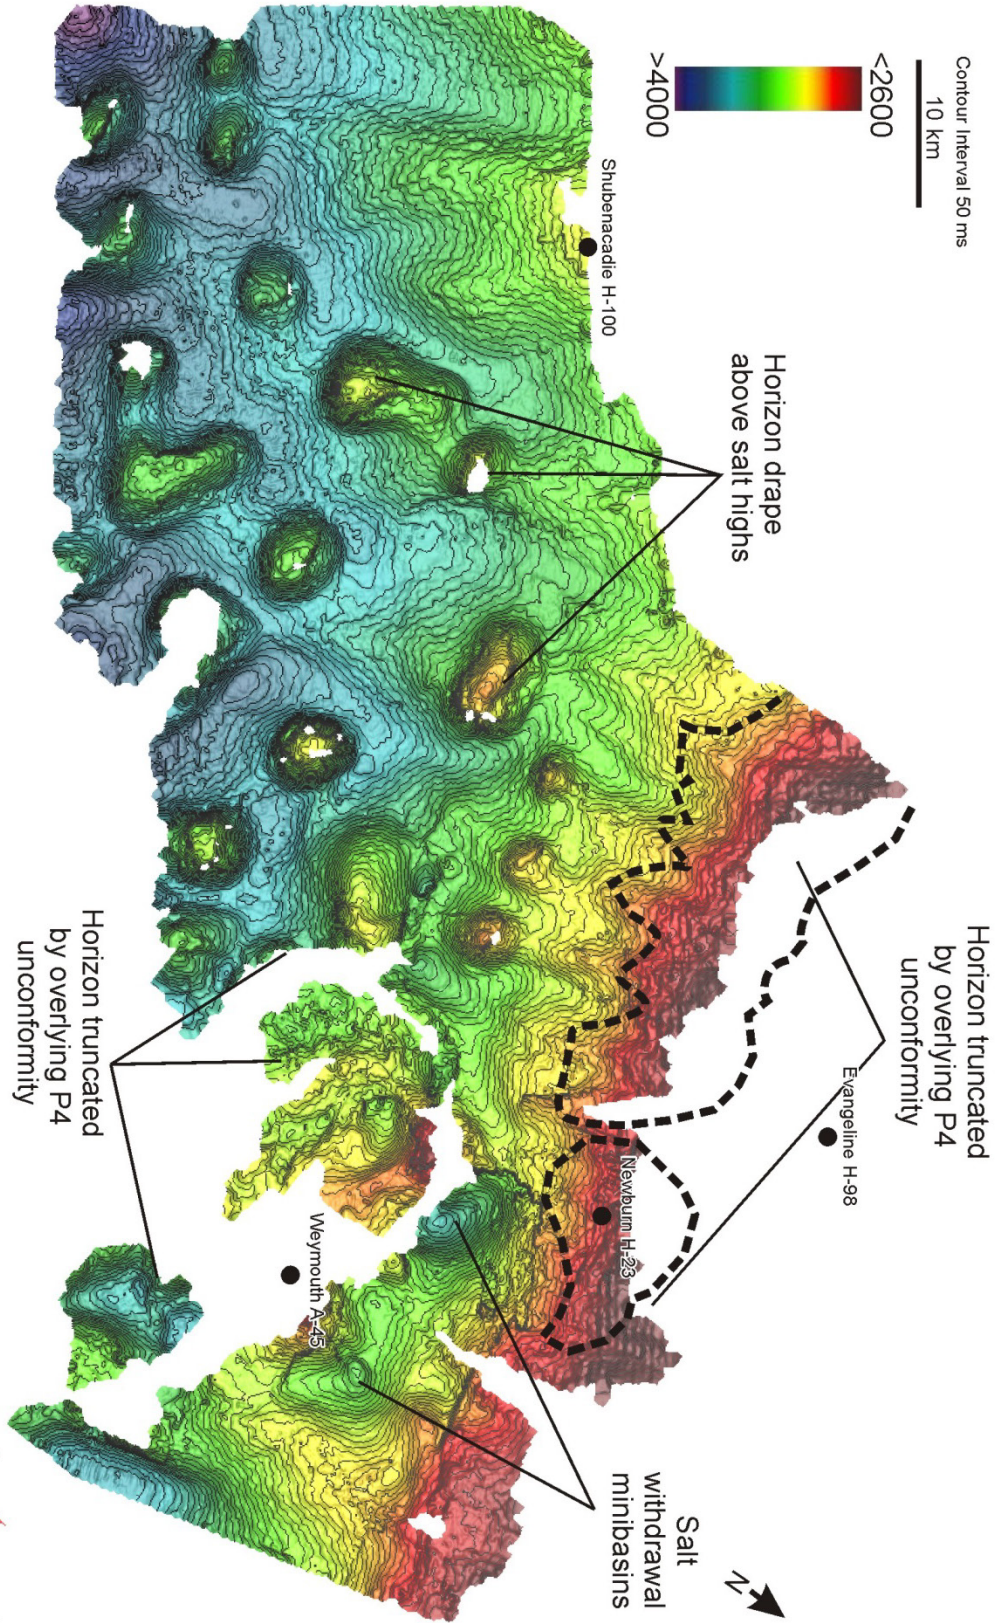 Contour Interval 50 ms
10 km
<2600
>4000
Shubenacadie H-100
Horizon drape
above salt highs
Horizon truncated
by overlying P4
unconformity
Evangeline H-98
Newburn H-23
Weymouth A-45
Horizon truncated
by overlying P4
unconformity
Salt
withdrawal
minibasins
N